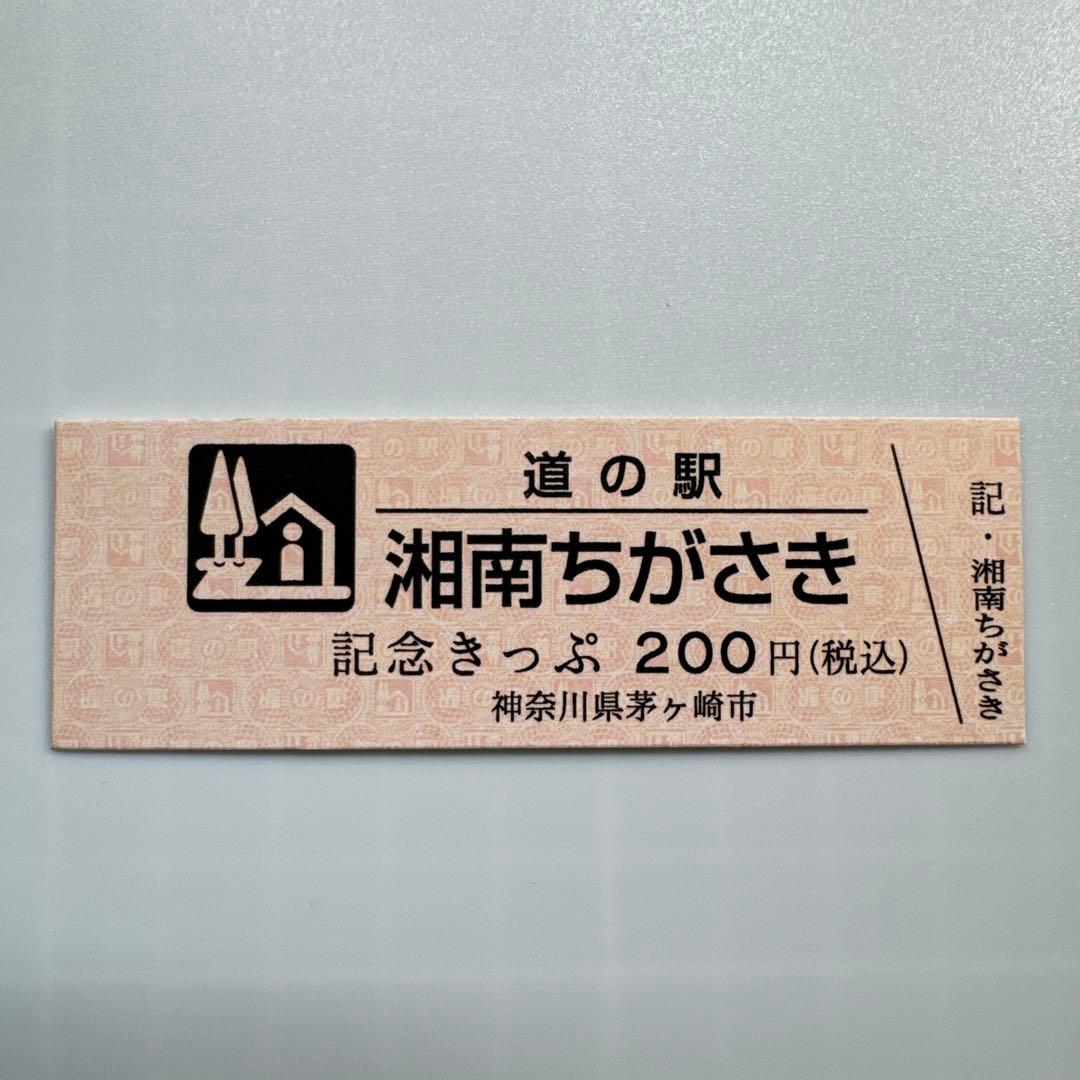 道の駅
湘南ちがさき
記念きっぷ 200円(税込)
神奈川県茅ヶ崎市
記・湘南ちがさき